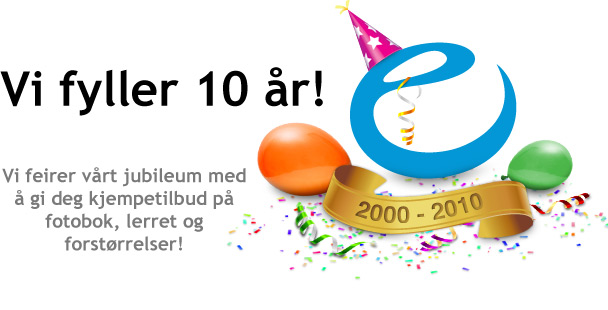 Vi fyller 10 år!
Vi feirer vårt jubileum med
å gi deg kjempetilbud på
fotobok, lerret og
forstørrelser!
e
2000 - 2010